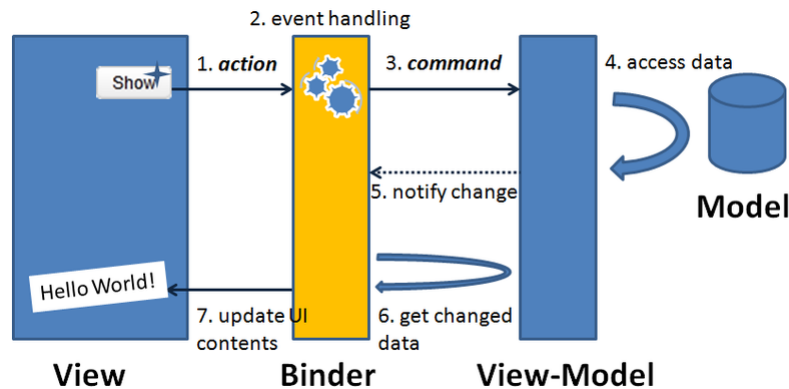 2. event handling
1. action
3. command
4. access data
Show
5. notify change
Model
Hello World!
7. update UI
contents
6. get changed
data
View
Binder
View-Model